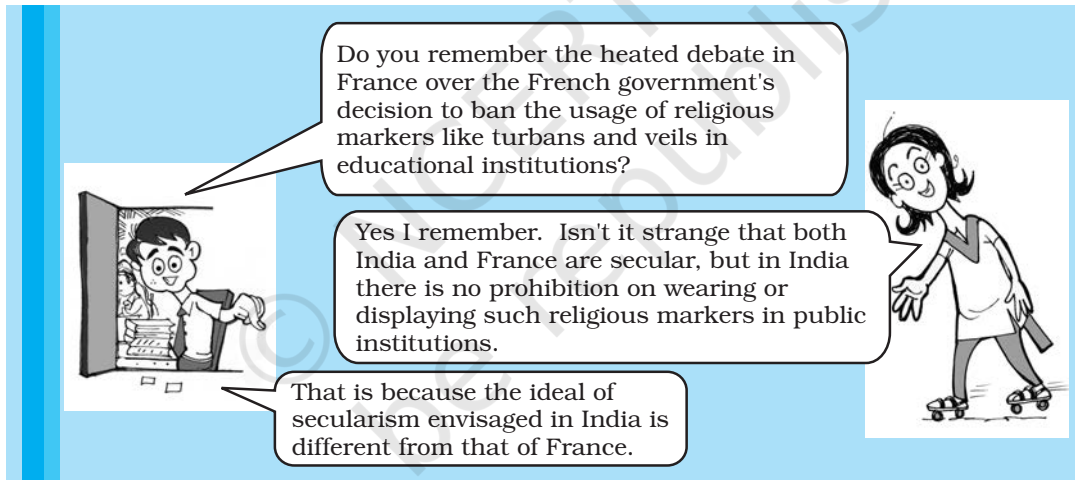 Do you remember the heated debate in
France over the French government's
decision to ban the usage of religious
markers like turbans and veils in
educational institutions?
Yes I remember.  Isn't it strange that both
India and France are secular, but in India
there is no prohibition on wearing or
displaying such religious markers in public
institutions.
That is because the ideal of
secularism envisaged in India is
different from that of France.
© NCERT
be republis